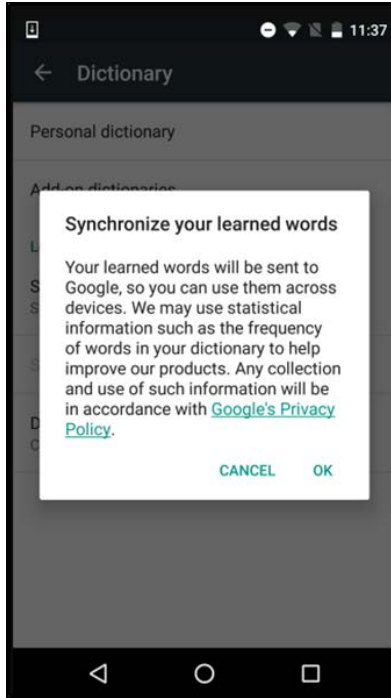 11:37
Dictionary
Personal dictionary
Add-on dictionaries
Synchronize your learned words
L
Your learned words will be sent to
Google, so you can use them across
S
devices. We may use statistical
S
information such as the frequency
of words in your dictionary to help
S
improve our products. Any collection
and use of such information will be
D
in accordance with Google's Privacy
C
Policy.
CANCEL OK